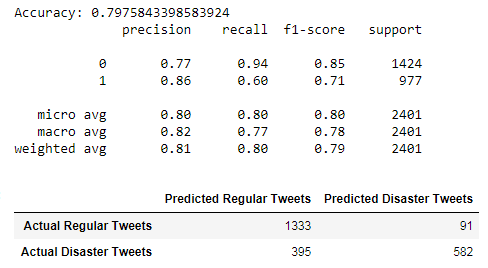 Accuracy: 0.7975843398583924
precision recall f1-score support
0 0.77 0.94 0.85 1424
1 0.86 0.60 0.71 977
micro avg 0.80 0.80 0.80 2401
macro avg 0.82 0.77 0.78 2401
weighted avg 0.81 0.80 0.79 2401
Predicted Regular Tweets Predicted Disaster Tweets
Actual Regular Tweets 1333 91
Actual Disaster Tweets 395 582